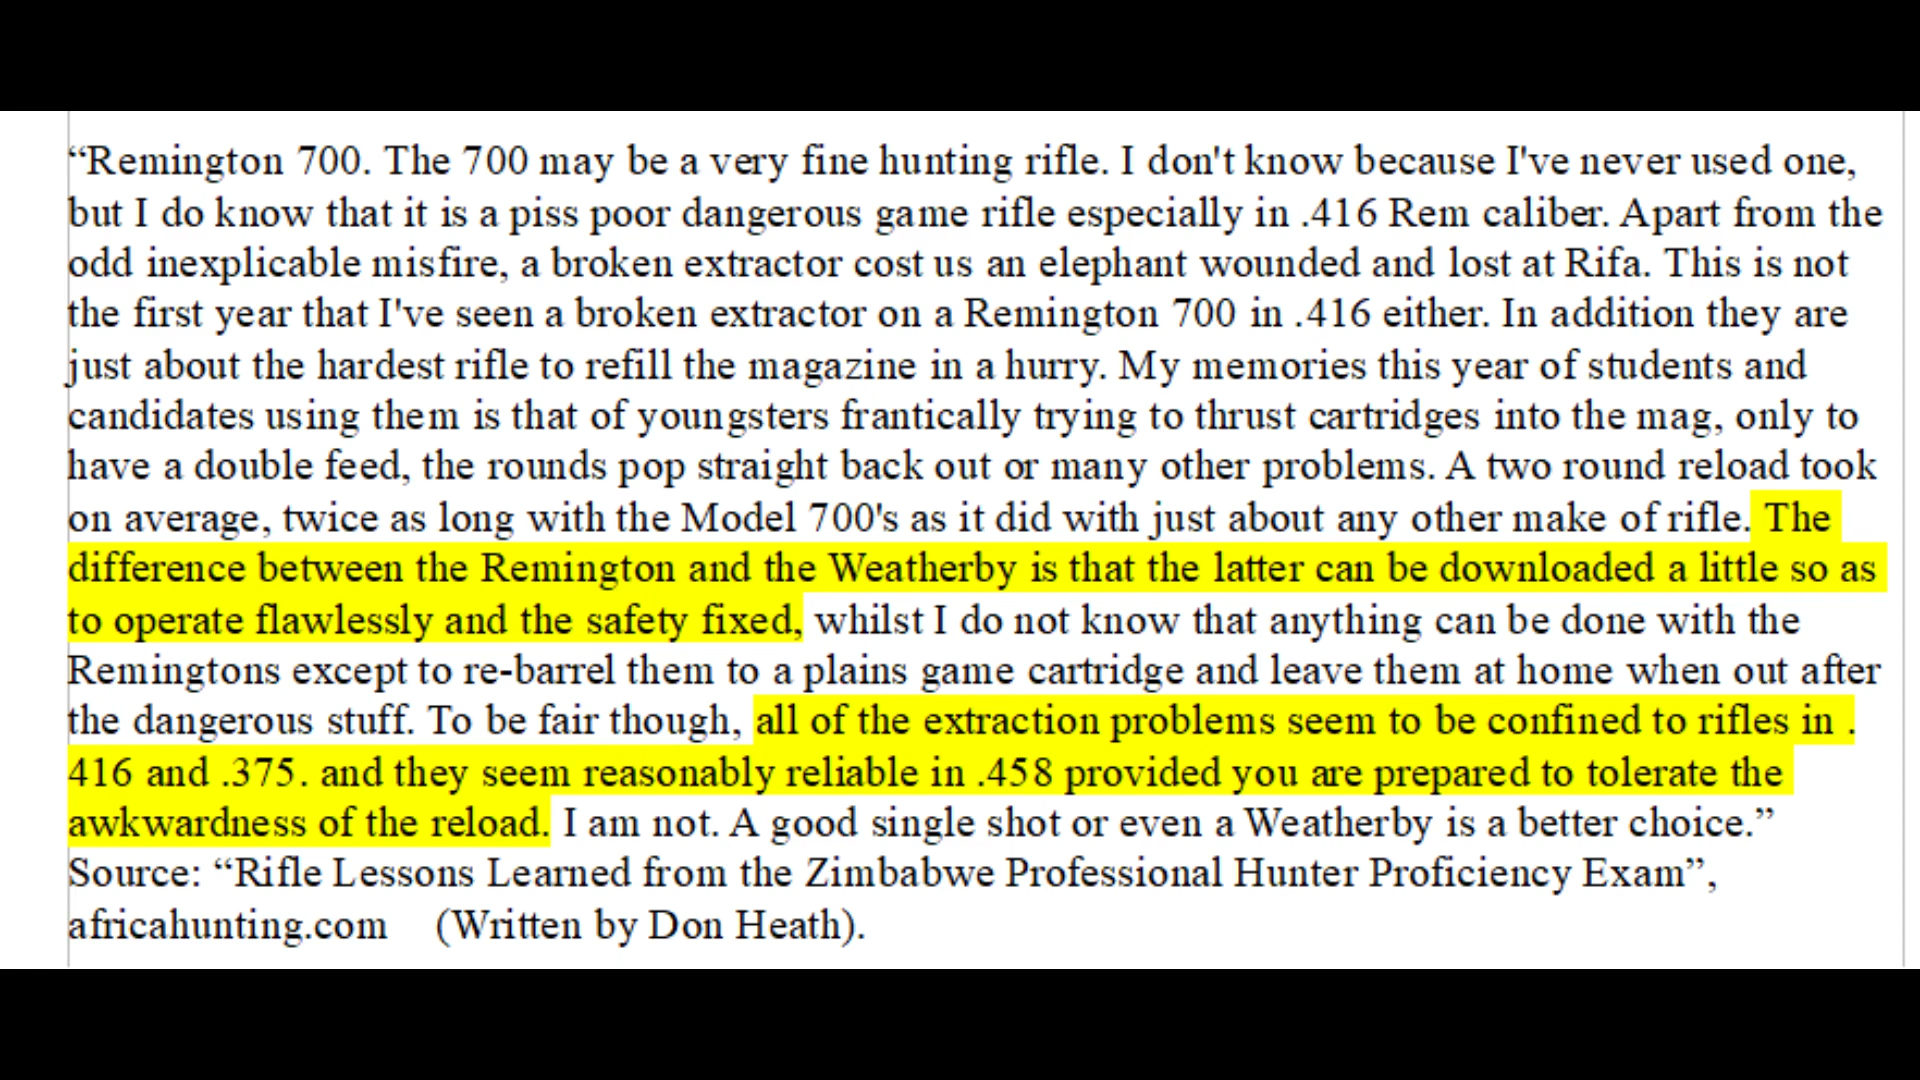 “Remington 700. The 700 may be a very fine hunting rifle. I don't know because I've never used one,
but I do know that it is a piss poor dangerous game rifle especially in .416 Rem caliber. Apart from the
odd inexplicable misfire, a broken extractor cost us an elephant wounded and lost at Rifa. This is not
the first year that I've seen a broken extractor on a Remington 700 in .416 either. In addition they are
just about the hardest rifle to refill the magazine in a hurry. My memories this year of students and
candidates using them is that of youngsters frantically trying to thrust cartridges into the mag, only to
have a double feed, the rounds pop straight back out or many other problems. A two round reload took
on average, twice as long with the Model 700's as it did with just about any other make of rifle. The
difference between the Remington and the Weatherby is that the latter can be downloaded a little so as
to operate flawlessly and the safety fixed, whilst I do not know that anything can be done with the
Remingtons except to re-barrel them to a plains game cartridge and leave them at home when out after
the dangerous stuff. To be fair though, all of the extraction problems seem to be confined to rifles in .
416 and .375. and they seem reasonably reliable in .458 provided you are prepared to tolerate the
awkwardness of the reload. I am not. A good single shot or even a Weatherby is a better choice.”
Source: “Rifle Lessons Learned from the Zimbabwe Professional Hunter Proficiency Exam”,
africahunting.com (Written by Don Heath).